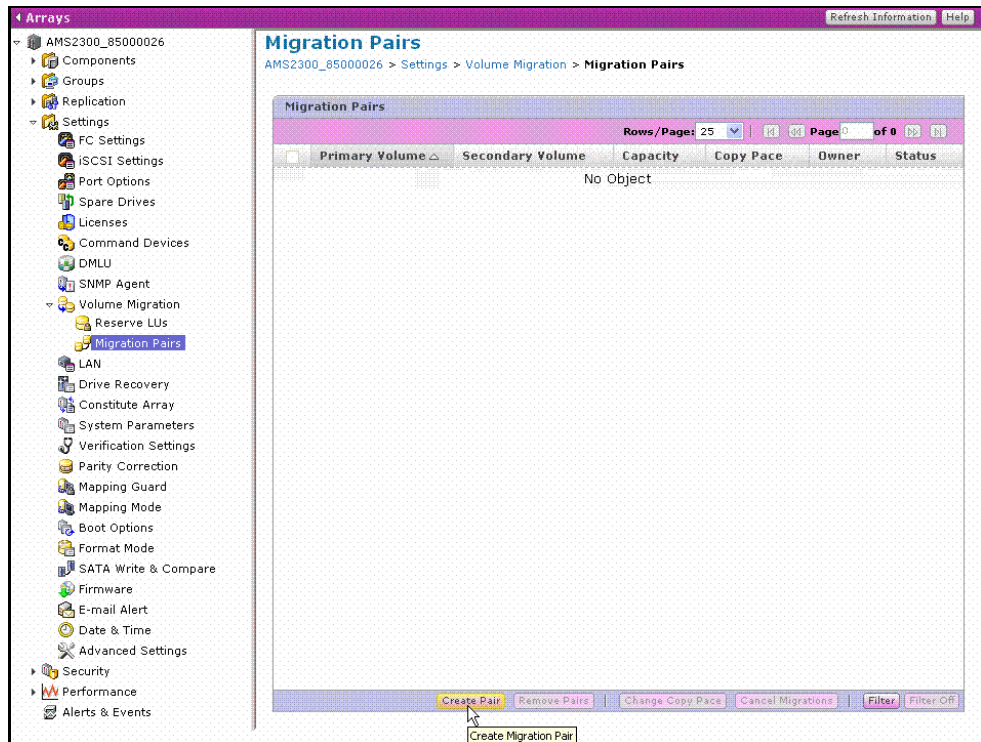 Arrays
Refresh Information Help
AMS2300_85000026
Components
Groups
Replication
Settings
FC Settings
iSCSI Settings
Port Options
Spare Drives
Licenses
Command Devices
DMLU
SNMP Agent
Volume Migration
Reserve LUs
Migration Pairs
LAN
Drive Recovery
Constitute Array
System Parameters
Verification Settings
Parity Correction
Mapping Guard
Mapping Mode
Boot Options
Format Mode
SATA Write & Compare
Firmware
E-mail Alert
Date & Time
Advanced Settings
Security
Performance
Alerts & Events
Migration Pairs
AMS2300_85000026 > Settings > Volume Migration > Migration Pairs
Migration Pairs
Rows/Page: 25 Page 0 of 0
Primary Volume Secondary Volume Capacity Copy Pace Owner Status
No Object
Create Pair Remove Pairs Change Copy Pace Cancel Migrations Filter Filter Off
Create Migration Pair